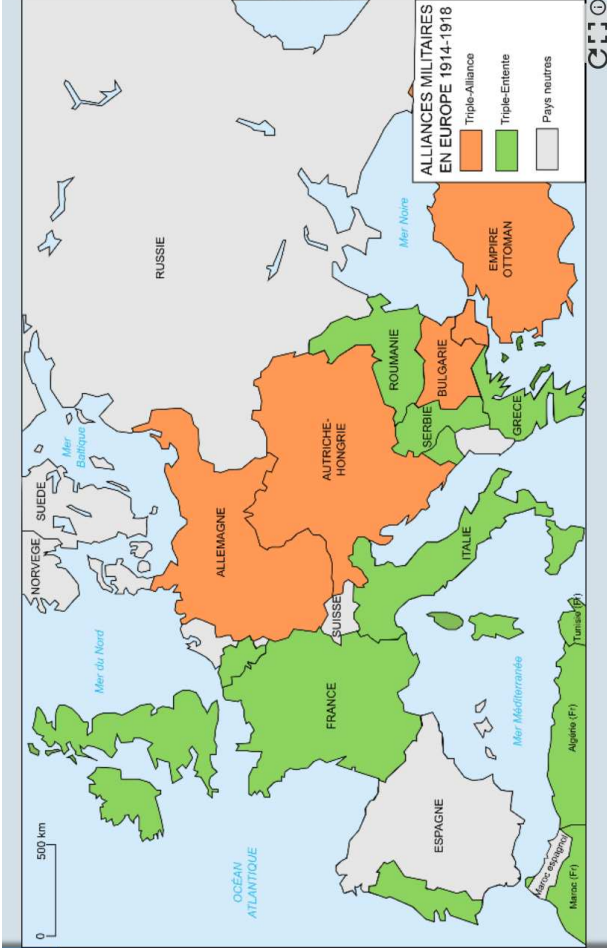 ALLIANCES MILITAIRES
EN EUROPE 1914-1918
Triple-Alliance
Triple-Entente
Pays neutres
0
500 km
NORVEGE
SUEDE
Mer
Baltique
RUSSIE
Mer du Nord
ALLEMAGNE
OCÉAN
ATLANTIQUE
FRANCE
SUISSE
AUTRICHE-
HONGRIE
ROUMANIE
Mer Noire
SERBIE
BULGARIE
ITALIE
GRECE
EMPIRE
OTTOMAN
ESPAGNE
Mer Méditerranée
Maroc espagnol
Maroc (Fr)
Algérie (Fr)
Tunisie (Fr)